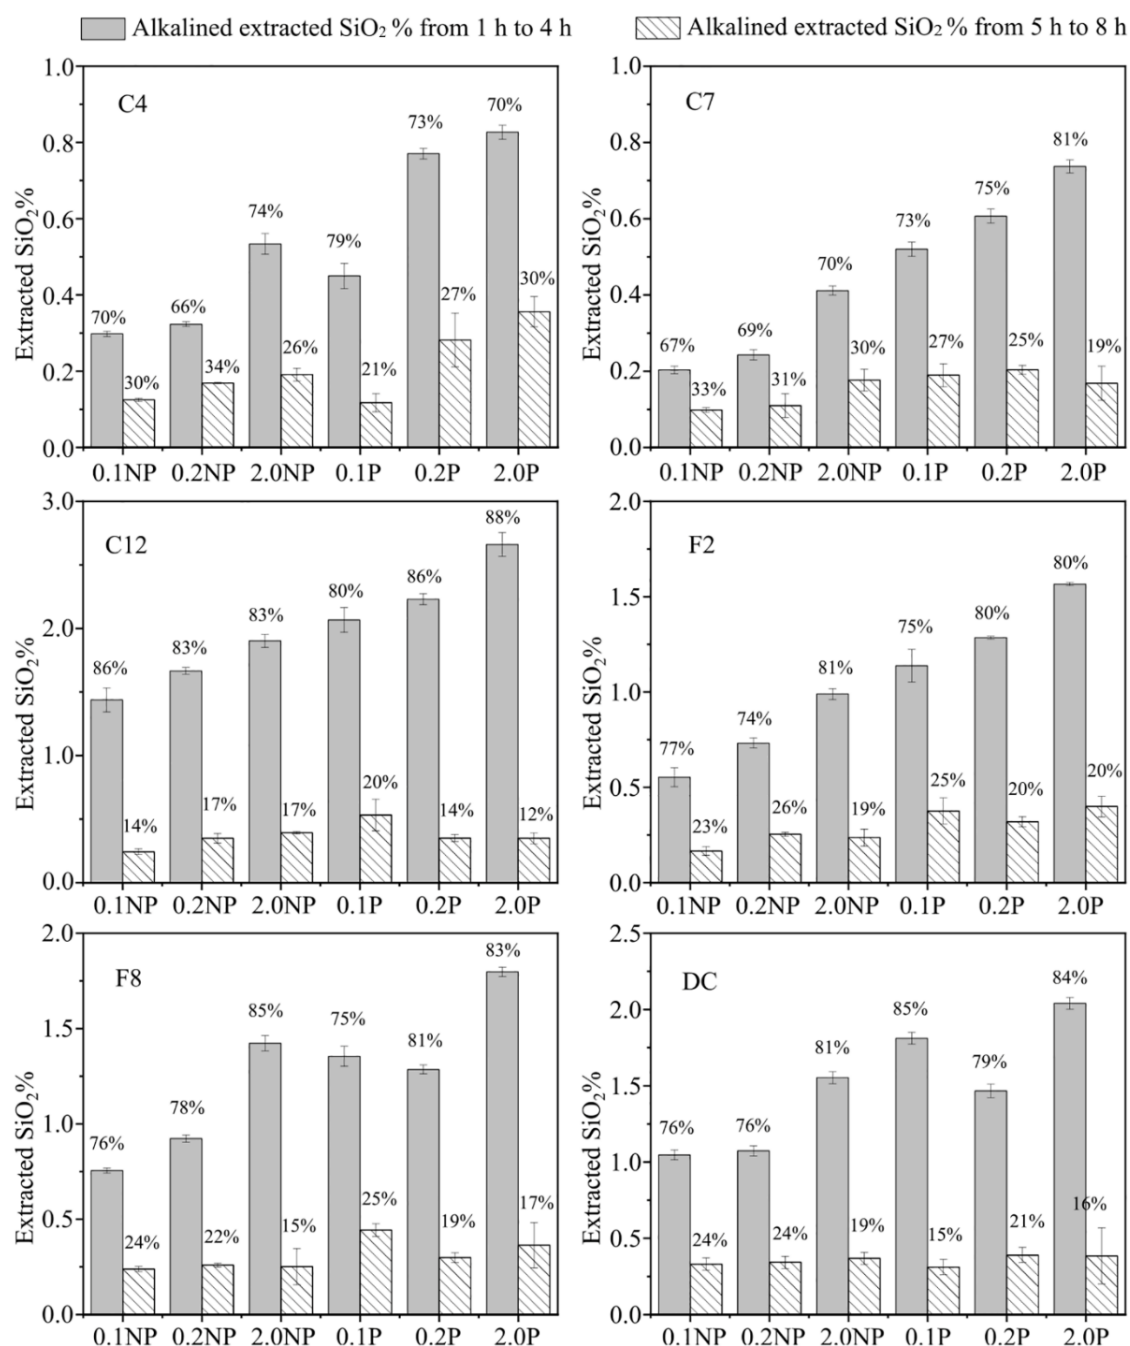 Alkalined extracted SiO₂ % from 1 h to 4 h Alkalined extracted SiO₂ % from 5 h to 8 h
C4
Extracted SiO₂%
1.0
0.8
0.6
0.4
0.2
0.0
70% 30% 66% 34% 74% 26% 79% 21% 73% 27% 70% 30%
0.1NP 0.2NP 2.0NP 0.1P 0.2P 2.0P
C7
Extracted SiO₂%
1.0
0.8
0.6
0.4
0.2
0.0
67% 33% 69% 31% 70% 30% 73% 27% 75% 25% 81% 19%
0.1NP 0.2NP 2.0NP 0.1P 0.2P 2.0P
C12
Extracted SiO₂%
3.0
2.0
1.0
0.0
86% 14% 83% 17% 83% 17% 80% 20% 86% 14% 88% 12%
0.1NP 0.2NP 2.0NP 0.1P 0.2P 2.0P
F2
Extracted SiO₂%
2.0
1.5
1.0
0.5
0.0
77% 23% 74% 26% 81% 19% 75% 25% 80% 20% 80% 20%
0.1NP 0.2NP 2.0NP 0.1P 0.2P 2.0P
F8
Extracted SiO₂%
2.0
1.5
1.0
0.5
0.0
76% 24% 78% 22% 85% 15% 75% 25% 81% 19% 83% 17%
0.1NP 0.2NP 2.0NP 0.1P 0.2P 2.0P
DC
Extracted SiO₂%
2.5
2.0
1.5
1.0
0.5
0.0
76% 24% 76% 24% 81% 19% 85% 15% 79% 21% 84% 16%
0.1NP 0.2NP 2.0NP 0.1P 0.2P 2.0P